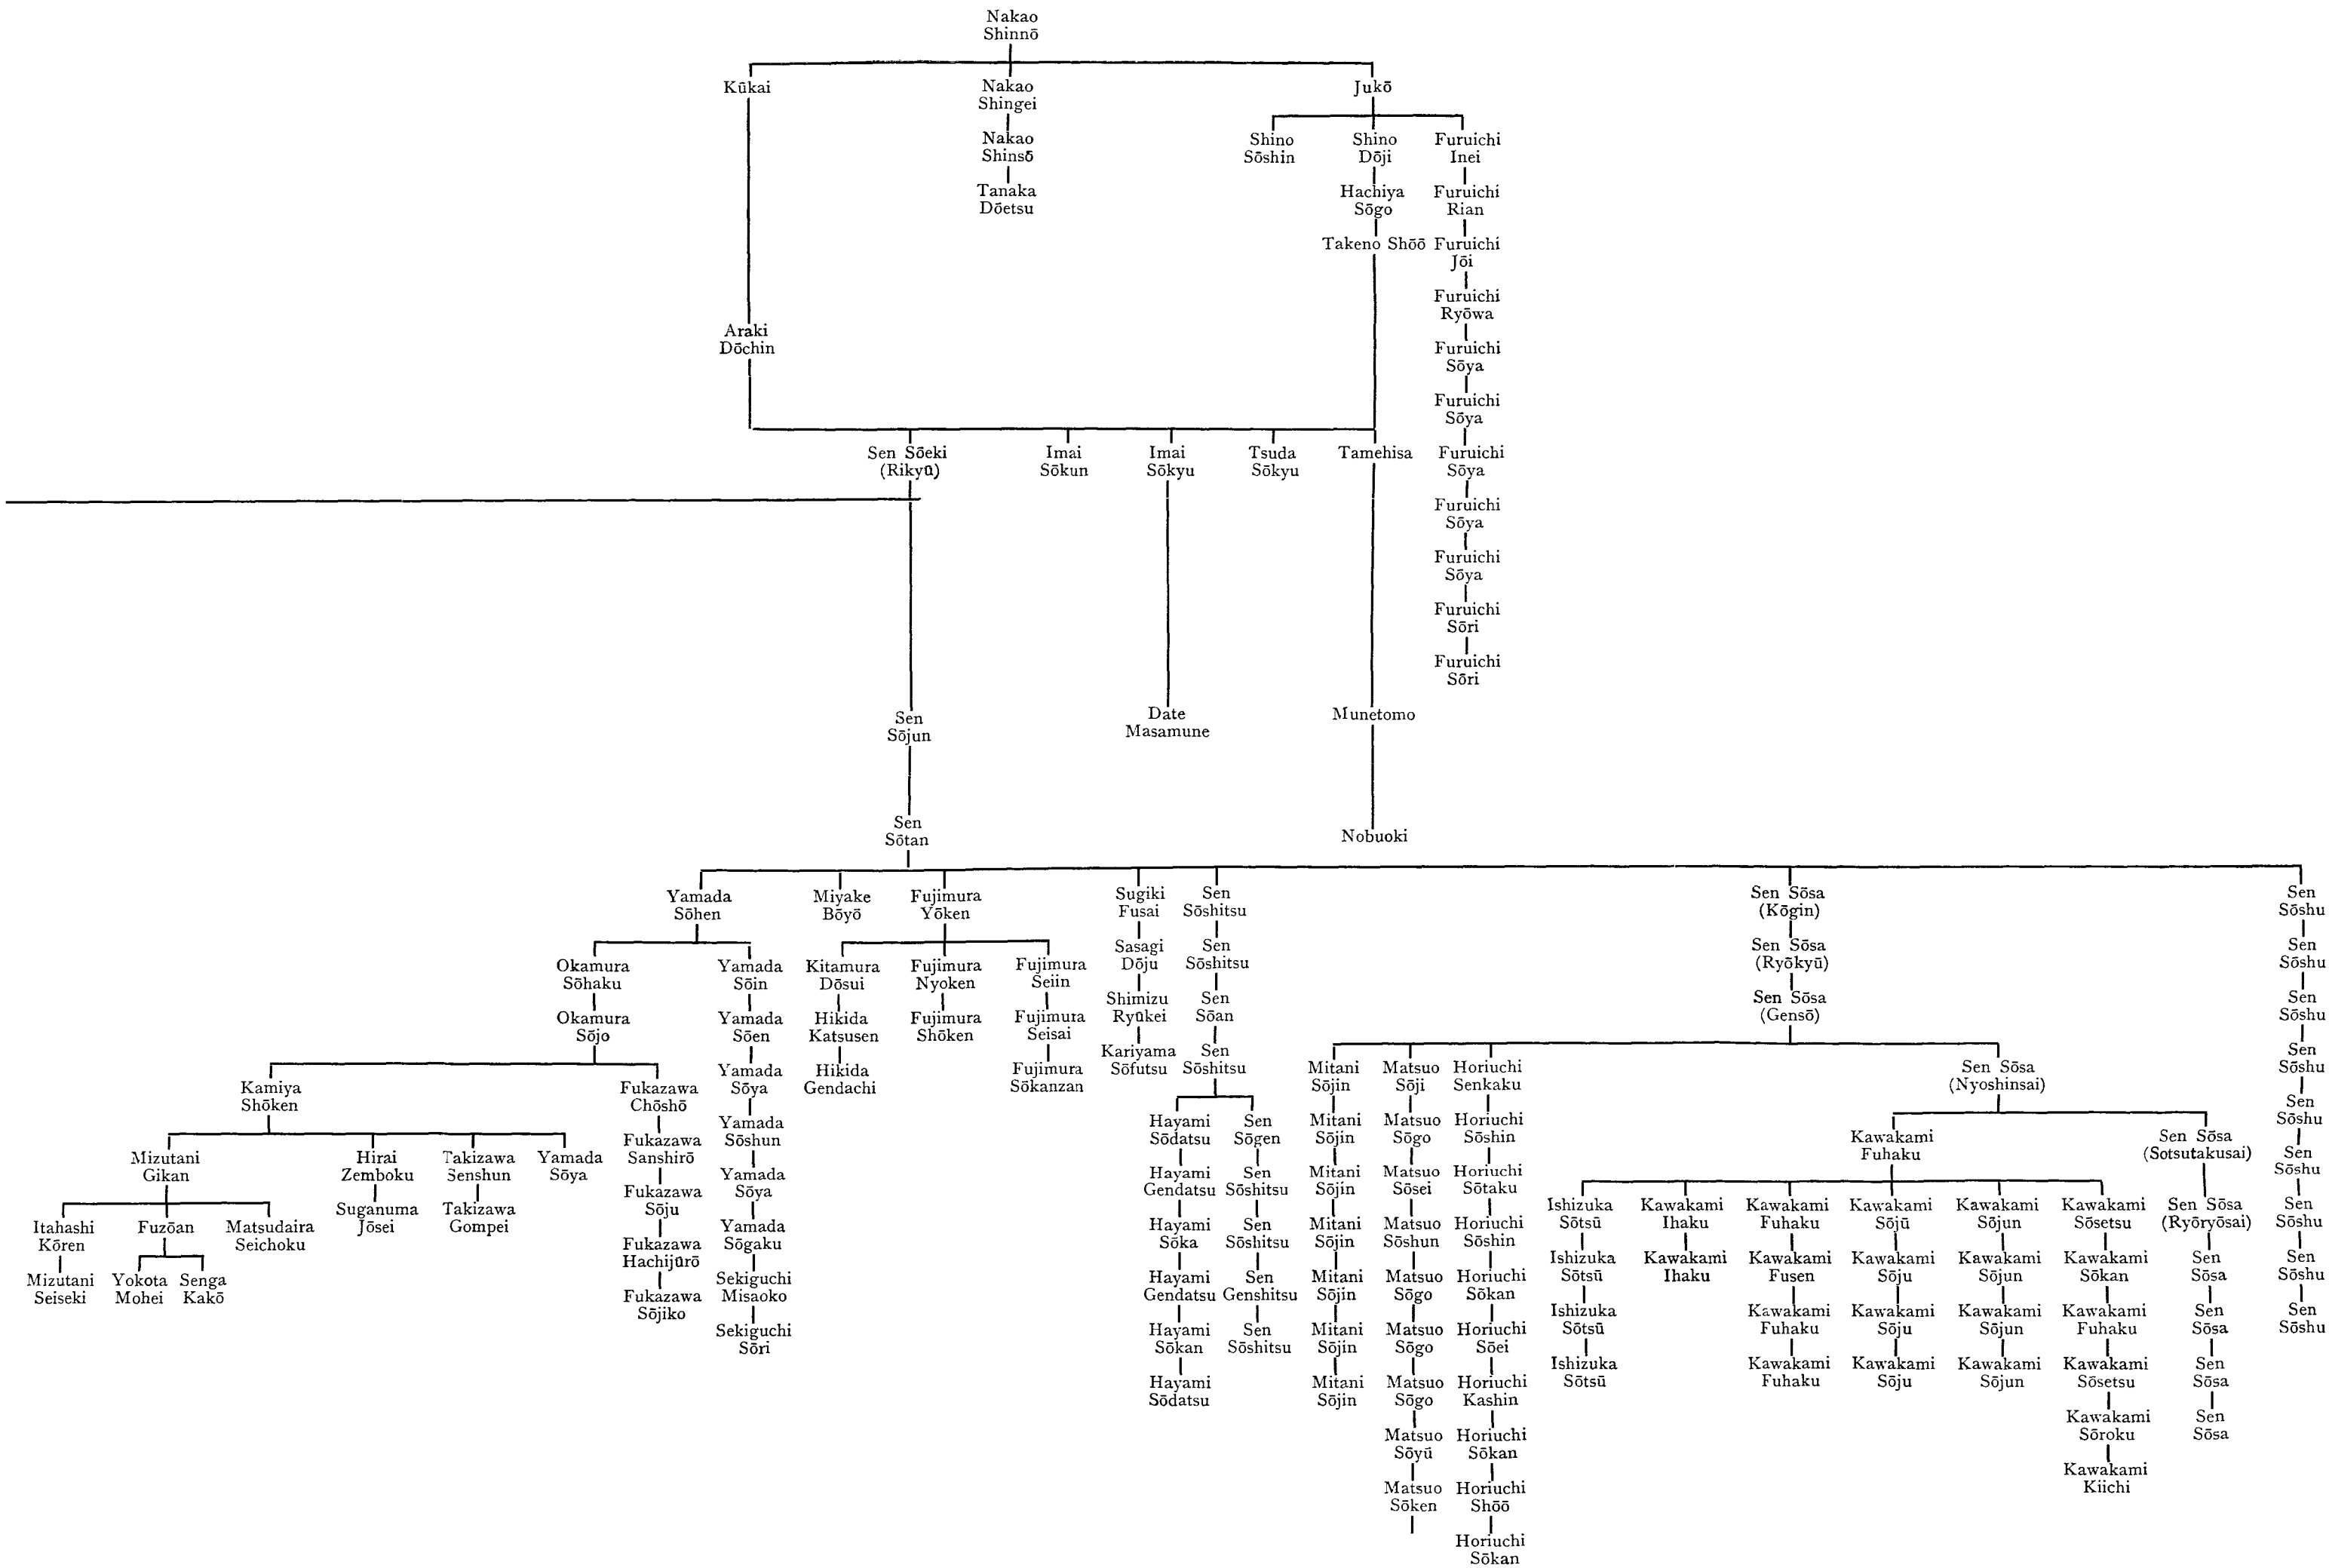 Nakao
Shinnō
Kūkai
Nakao
Shingei
Jukō
Nakao
Shinsō
Shino
Sōshin
Shino
Dōji
Furuichi
Inei
Tanaka
Dōetsu
Hachiya
Sōgo
Furuichi
Rian
Takeno Shōō
Furuichi
Jōi
Furuichi
Ryōwa
Araki
Dōchin
Furuichi
Sōya
Furuichi
Sōya
Sen Sōeki
(Rikyū)
Imai
Sōkun
Imai
Sōkyu
Tsuda
Sōkyu
Tamehisa
Furuichi
Sōya
Furuichi
Sōya
Furuichi
Sōya
Furuichi
Sōri
Furuichi
Sōri
Sen
Sōjun
Date
Masamune
Munetomo
Sen
Sōtan
Nobuoki
Yamada
Sōhen
Miyake
Bōyō
Fujimura
Yōken
Sugiki
Fusai
Sen
Sōshitsu
Sen Sōsa
(Kōgin)
Sen
Sōshu
Okamura
Sōhaku
Yamada
Sōin
Kitamura
Dōsui
Fujimura
Nyoken
Fujimura
Seiin
Sasagi
Dōju
Sen
Sōshitsu
Sen Sōsa
(Ryōkyū)
Sen
Sōshu
Okamura
Sōjo
Yamada
Sōen
Hikida
Katsusen
Fujimura
Shōken
Fujimura
Seisai
Shimizu
Ryūkei
Sen
Sōan
Sen Sōsa
(Gensō)
Sen
Sōshu
Kamiya
Shōken
Fukazawa
Chōshō
Yamada
Sōya
Hikida
Gendachi
Fujimura
Sōkanzan
Kariyama
Sōfutsu
Sen
Sōshitsu
Mitani
Sōjin
Matsuo
Sōji
Horiuchi
Senkaku
Sen Sōsa
(Nyoshinsai)
Sen
Sōshu
Mizutani
Gikan
Hirai
Zemboku
Takizawa
Senshun
Yamada
Sōya
Fukazawa
Sanshirō
Yamada
Sōshun
Hayami
Sōdatsu
Sen
Sōgen
Mitani
Sōjin
Matsuo
Sōgo
Horiuchi
Sōshin
Kawakami
Fuhaku
Sen Sōsa
(Sotsutakusai)
Sen
Sōshu
Itahashi
Kōren
Fuzōan
Matsudaira
Seichoku
Suganuma
Jōsei
Takizawa
Gompei
Fukazawa
Sōju
Yamada
Sōya
Hayami
Gendatsu
Sen
Sōshitsu
Mitani
Sōjin
Matsuo
Sōsei
Horiuchi
Sōtaku
Ishizuka
Sōtsū
Kawakami
Ihaku
Kawakami
Fuhaku
Kawakami
Sōjū
Kawakami
Sōjun
Kawakami
Sōsetsu
Sen Sōsa
(Ryōryōsai)
Sen
Sōshu
Mizutani
Seiseki
Yokota
Mohei
Senga
Kakō
Fukazawa
Hachijūrō
Yamada
Sōgaku
Hayami
Sōka
Sen
Sōshitsu
Mitani
Sōjin
Matsuo
Sōshun
Horiuchi
Sōshin
Ishizuka
Sōtsū
Kawakami
Ihaku
Kawakami
Fusen
Kawakami
Sōju
Kawakami
Sōjun
Kawakami
Sōkan
Sen
Sōsa
Sen
Sōshu
Fukazawa
Sōjiko
Sekiguchi
Misaoko
Hayami
Gendatsu
Sen
Genshitsu
Mitani
Sōjin
Matsuo
Sōgo
Horiuchi
Sōkan
Ishizuka
Sōtsū
Kawakami
Fuhaku
Kawakami
Sōju
Kawakami
Sōjun
Kawakami
Fuhaku
Sen
Sōsa
Sen
Sōshu
Sekiguchi
Sōri
Hayami
Sōkan
Sen
Sōshitsu
Mitani
Sōjin
Matsuo
Sōgo
Horiuchi
Sōei
Ishizuka
Sōtsū
Kawakami
Fuhaku
Kawakami
Sōju
Kawakami
Sōjun
Kawakami
Sōsetsu
Sen
Sōsa
Sen
Sōshu
Hayami
Sōdatsu
Mitani
Sōjin
Matsuo
Sōgo
Horiuchi
Kashin
Kawakami
Sōroku
Sen
Sōsa
Matsuo
Sōyū
Horiuchi
Sōkan
Kawakami
Kiichi
Matsuo
Sōken
Horiuchi
Shōō
Horiuchi
Sōkan